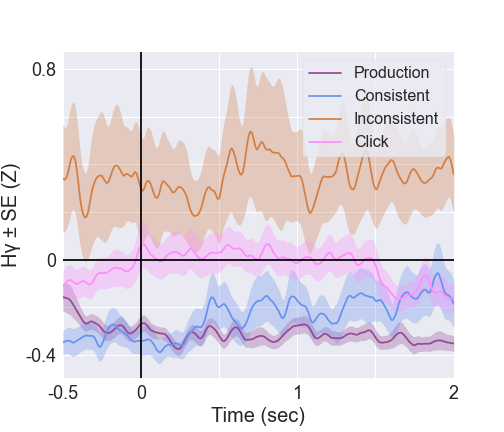 Production
Consistent
Inconsistent
Click
0.8
0
-0.4
Hγ ± SE (Z)
-0.5
0
1
2
Time (sec)